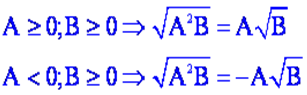 A ≥ 0; B ≥ 0 ⇒ √(A²B) = A√B
A < 0; B ≥ 0 ⇒ √(A²B) = −A√B